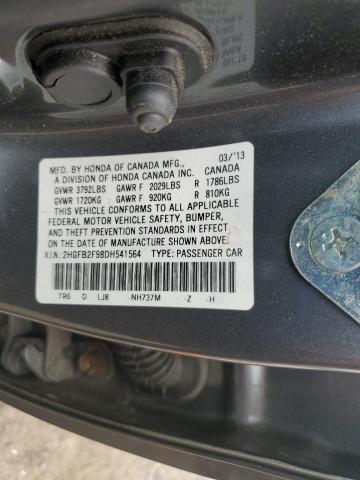 MFD. BY HONDA OF CANADA MFG., 03/'13
A DIVISION OF HONDA CANADA INC. CANADA
GVWR 3792LBS GAWR F 2029LBS R 1786LBS
GVWR 1720KG GAWR F 920KG R 810KG
THIS VEHICLE CONFORMS TO ALL APPLICABLE
FEDERAL MOTOR VEHICLE SAFETY, BUMPER,
AND THEFT PREVENTION STANDARDS IN EFFECT
ON THE DATE OF MANUFACTURE SHOWN ABOVE.
V.I.N.: 2HGFB2F98DH541564 TYPE: PASSENGER CAR
TR6 D LJ8 -NH737M -Z -H